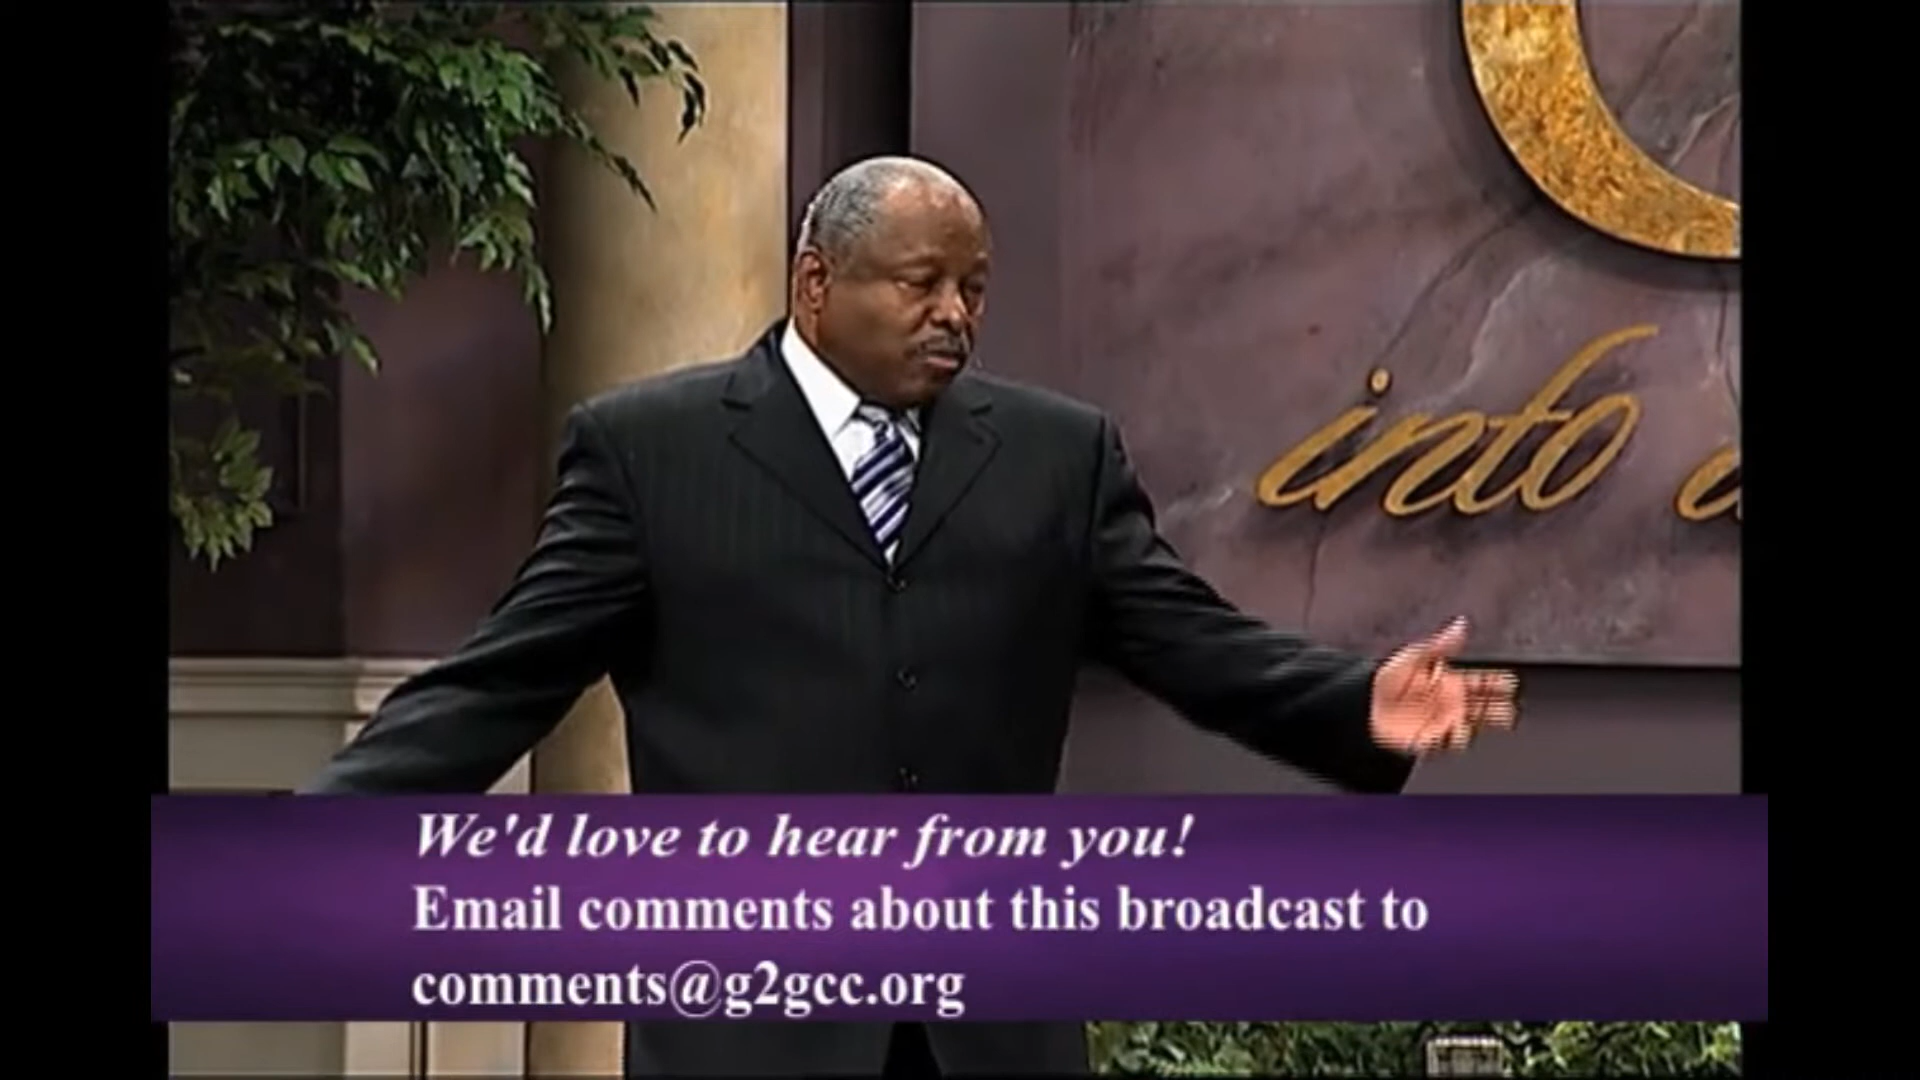 into
We'd love to hear from you!
Email comments about this broadcast to
comments@g2gcc.org